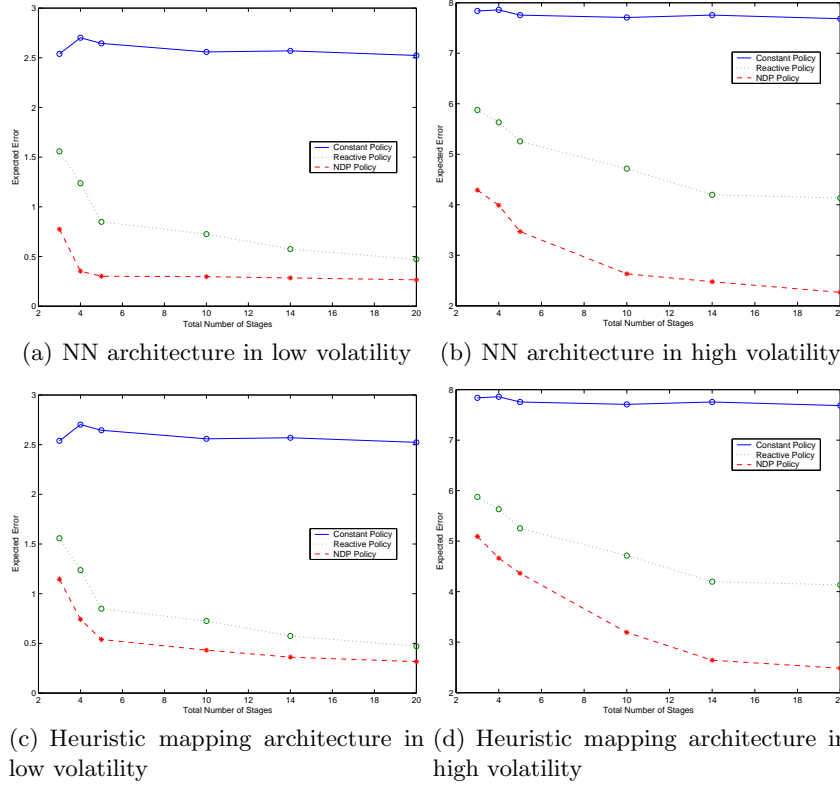 3
2.5
2
1.5
1
0.5
0
Expected Error
2 4 6 8 10 12 14 16 18 20
Total Number of Stages
Constant Policy
Reactive Policy
NDP Policy
(a) NN architecture in low volatility
8
7
6
5
4
3
2
Expected Error
2 4 6 8 10 12 14 16 18 20
Total Number of Stages
Constant Policy
Reactive Policy
NDP Policy
(b) NN architecture in high volatility
3
2.5
2
1.5
1
0.5
0
Expected Error
2 4 6 8 10 12 14 16 18 20
Total Number of Stages
Constant Policy
Reactive Policy
NDP Policy
(c) Heuristic mapping architecture in
low volatility
8
7
6
5
4
3
2
Expected Error
2 4 6 8 10 12 14 16 18 20
Total Number of Stages
Constant Policy
Reactive Policy
NDP Policy
(d) Heuristic mapping architecture in
high volatility